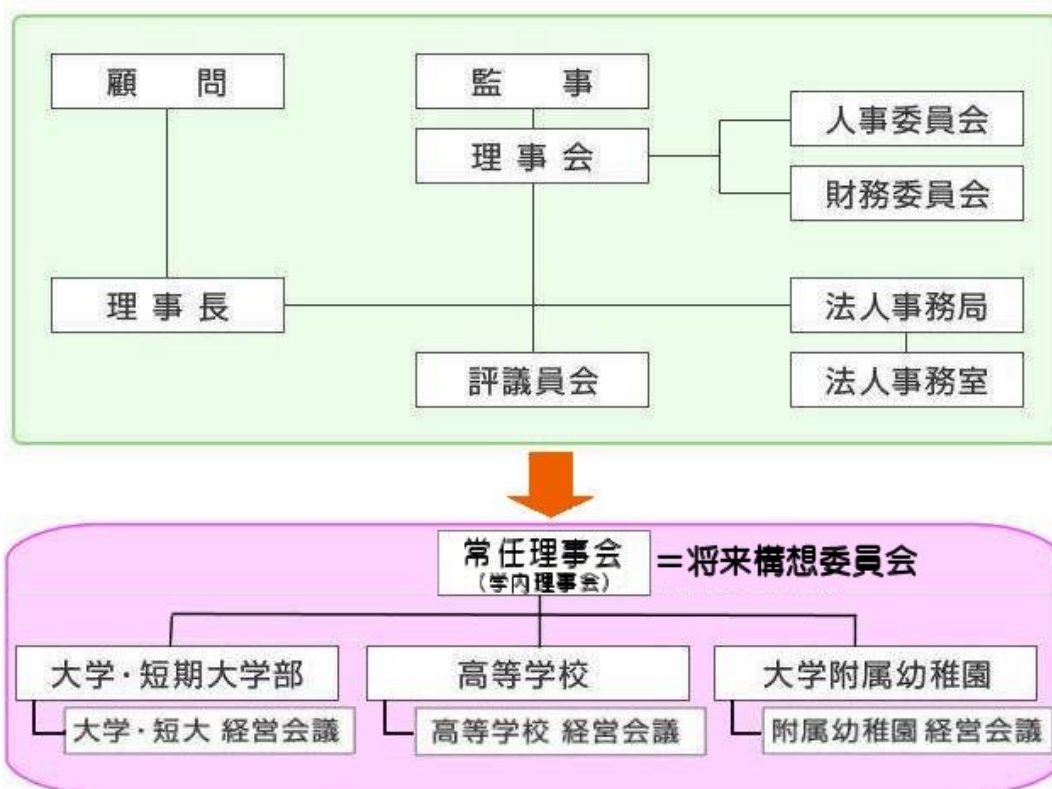 顧問
監事
理事会
人事委員会
財務委員会
理事長
法人事務局
評議員会
法人事務室
常任理事会
(学内理事会)
＝将来構想委員会
大学・短期大学部
高等学校
大学附属幼稚園
大学・短大 経営会議
高等学校 経営会議
附属幼稚園 経営会議